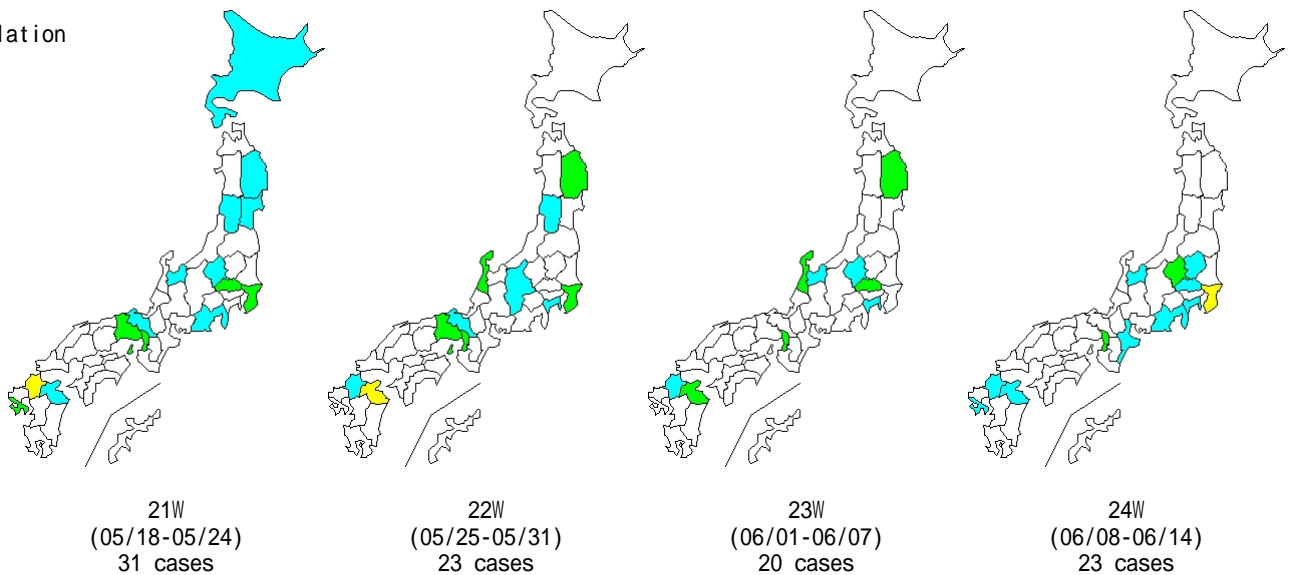 lation
21W
(05/18-05/24)
31 cases
22W
(05/25-05/31)
23 cases
23W
(06/01-06/07)
20 cases
24W
(06/08-06/14)
23 cases